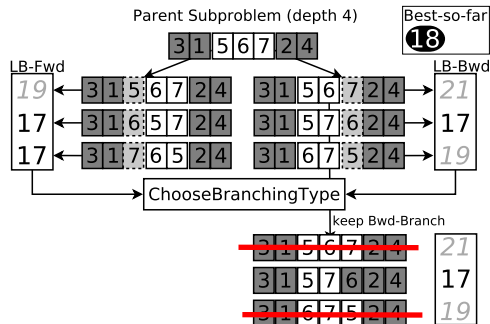 Parent Subproblem (depth 4)
Best-so-far
18
3 1 5 6 7 2 4
LB-Fwd
LB-Bwd
19
3 1 5 6 7 2 4
3 1 5 6 7 2 4
21
17
3 1 6 5 7 2 4
3 1 5 7 6 2 4
17
17
3 1 7 6 5 2 4
3 1 6 7 5 2 4
19
ChooseBranchingType
keep Bwd-Branch
3 1 5 6 7 2 4
21
3 1 5 7 6 2 4
17
3 1 6 7 5 2 4
19